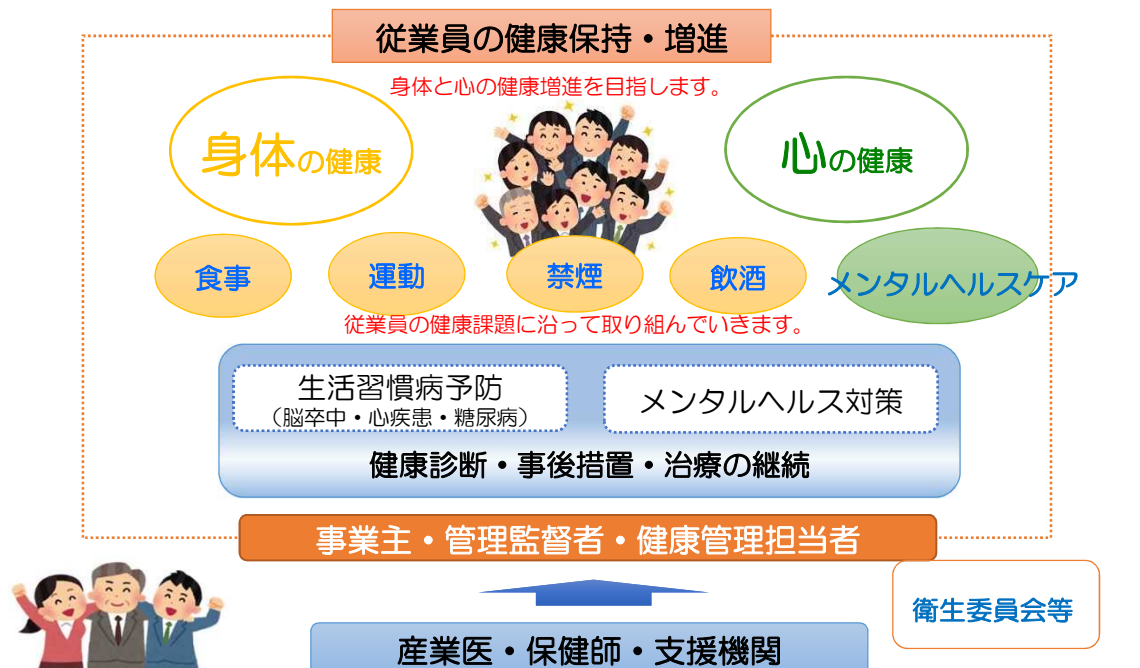 従業員の健康保持・増進
身体と心の健康増進を目指します。
身体の健康
心の健康
食事
運動
禁煙
飲酒
メンタルヘルスケア
従業員の健康課題に沿って取り組んでいきます。
生活習慣病予防
（脳卒中・心疾患・糖尿病）
メンタルヘルス対策
健康診断・事後措置・治療の継続
事業主・管理監督者・健康管理担当者
衛生委員会等
産業医・保健師・支援機関